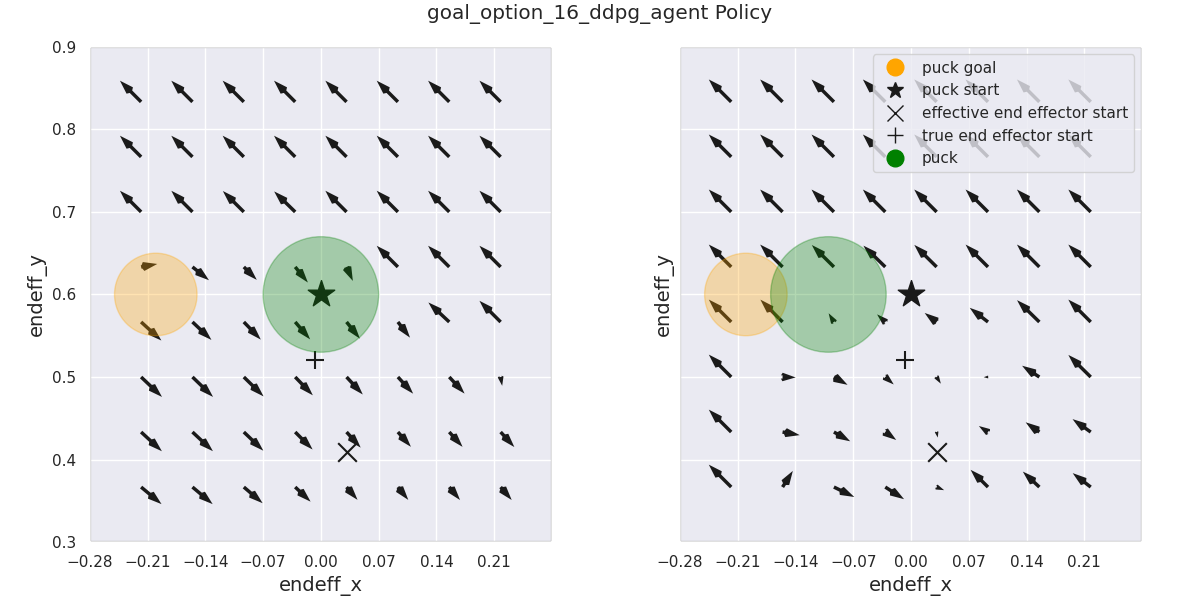 goal_option_16_ddpg_agent Policy
endeff_y
0.9
0.8
0.7
0.6
0.5
0.4
0.3
−0.28 −0.21 −0.14 −0.07 0.00 0.07 0.14 0.21
endeff_x
puck goal
puck start
effective end effector start
true end effector start
puck
endeff_y
−0.28 −0.21 −0.14 −0.07 0.00 0.07 0.14 0.21
endeff_x